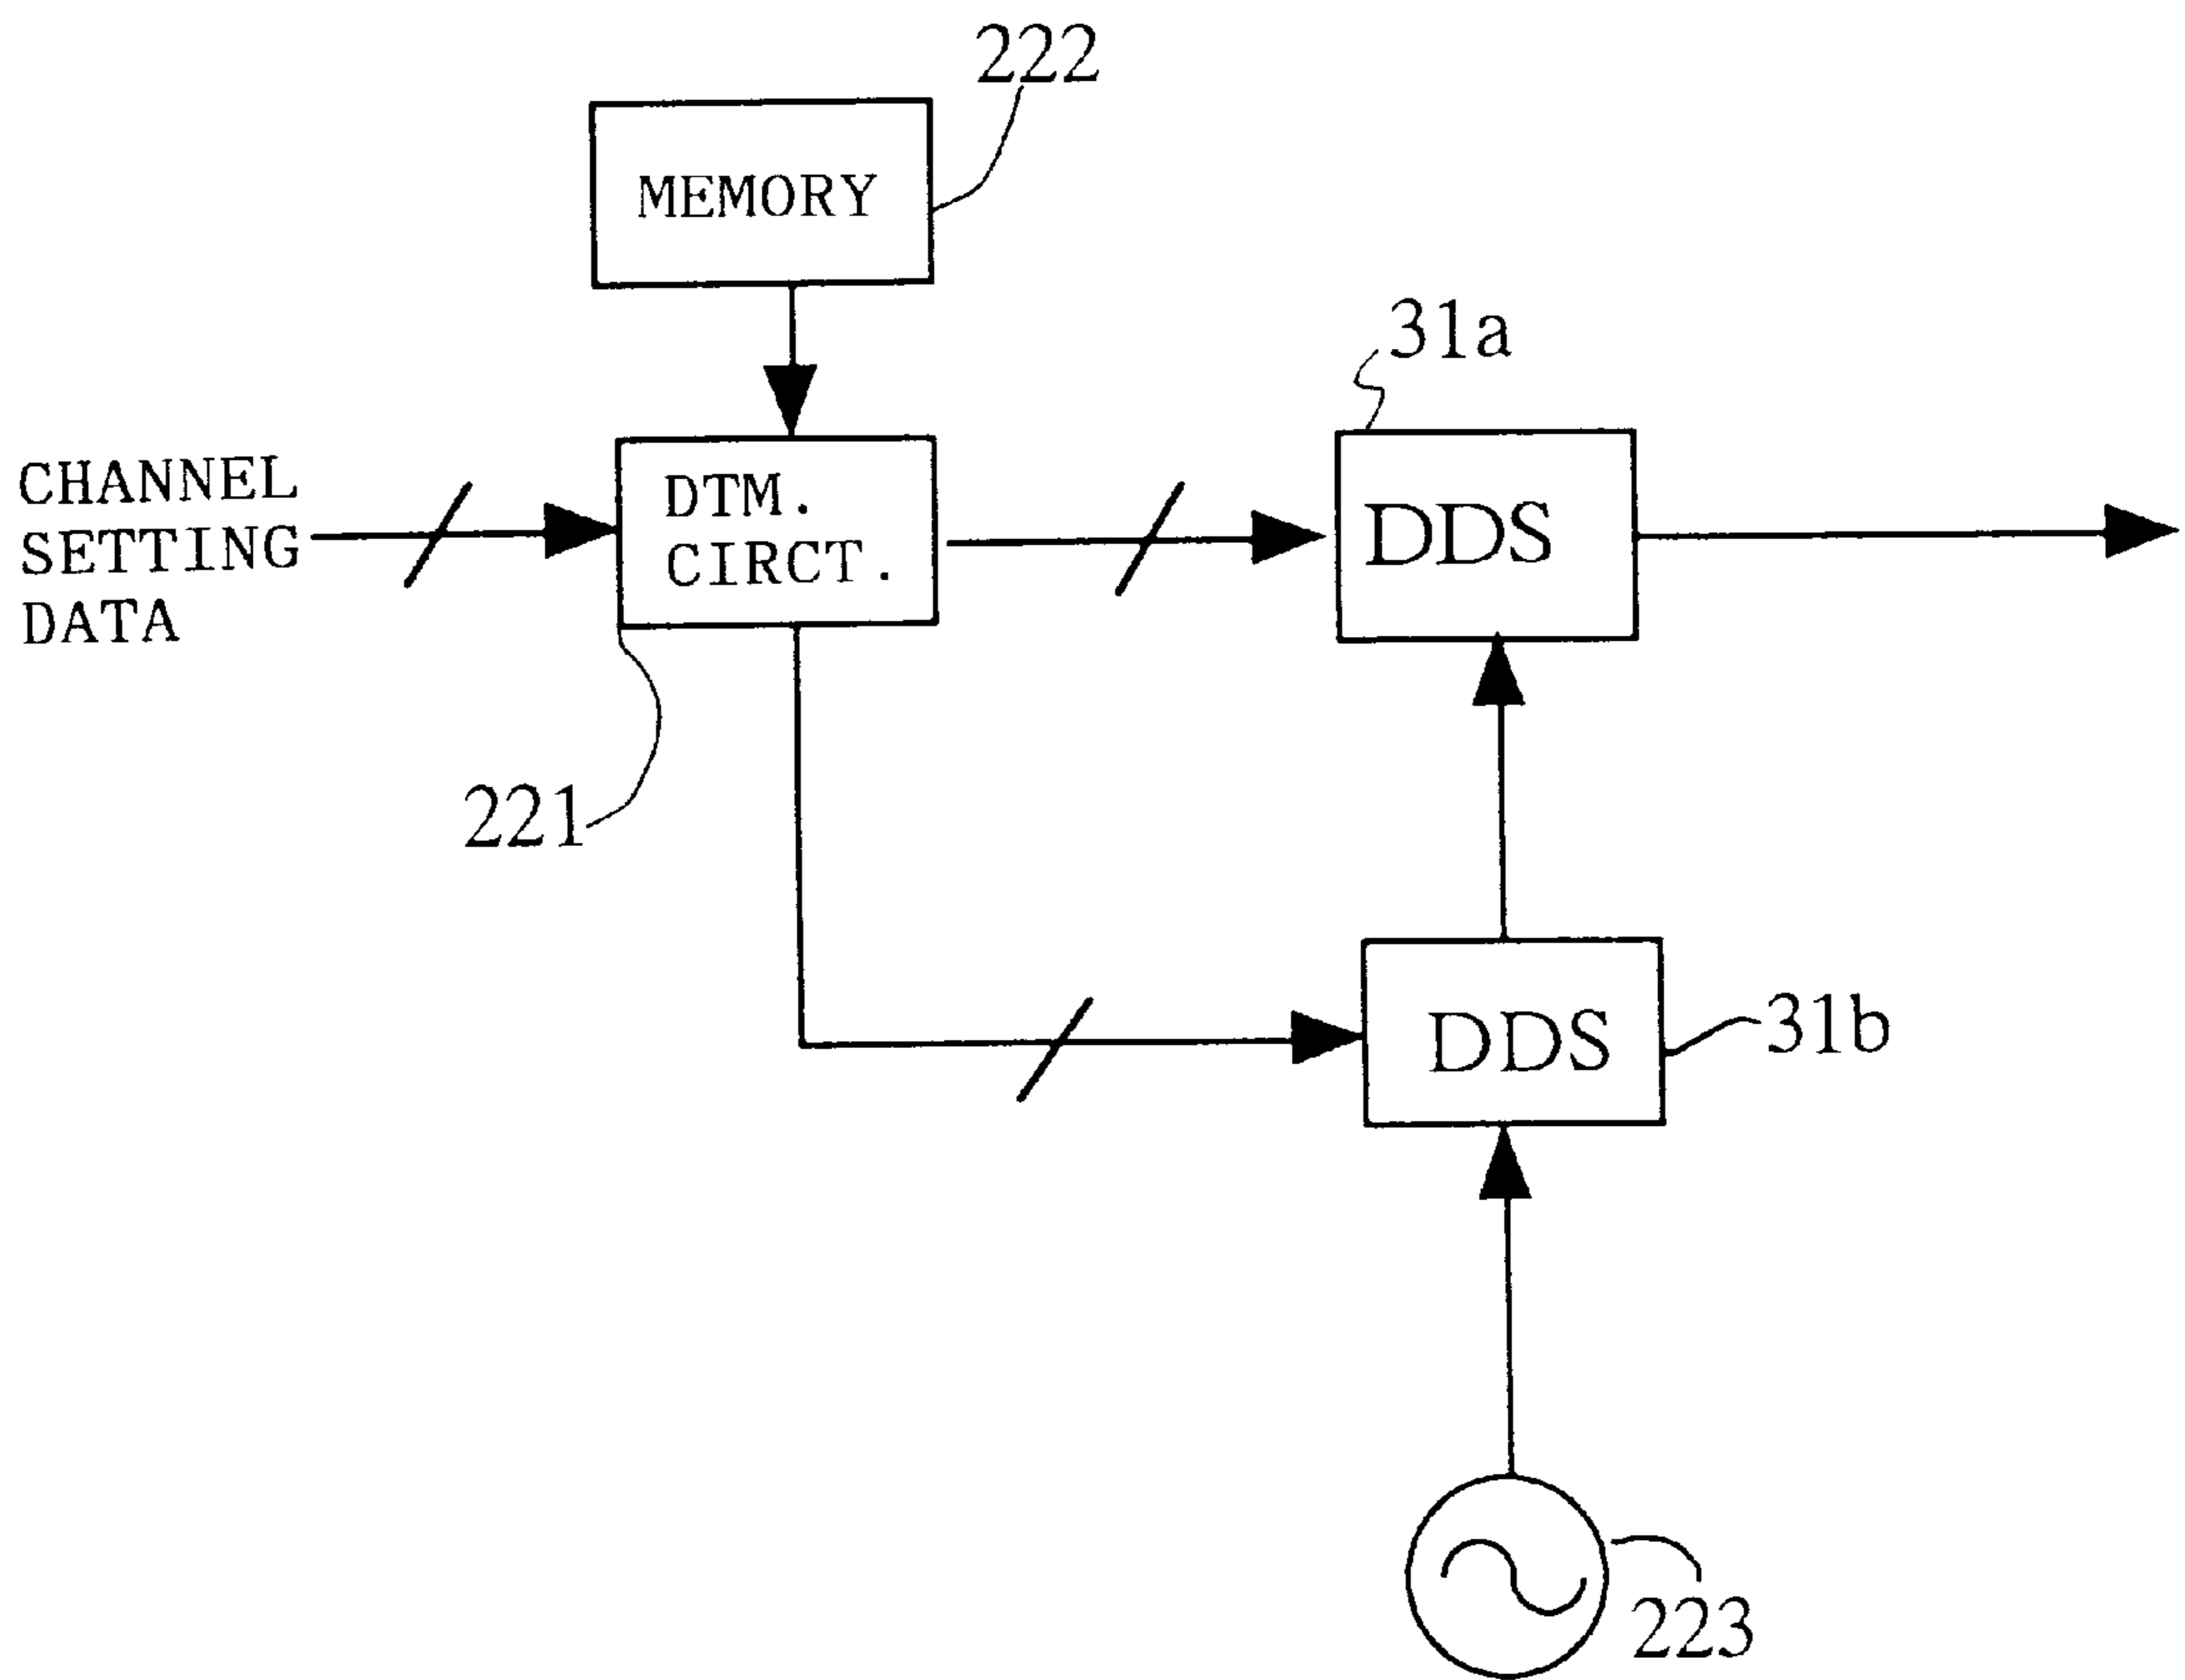 222
MEMORY
31a
CHANNEL
SETTING
DATA
DTM.
CIRCT.
DDS
221
DDS
31b
223